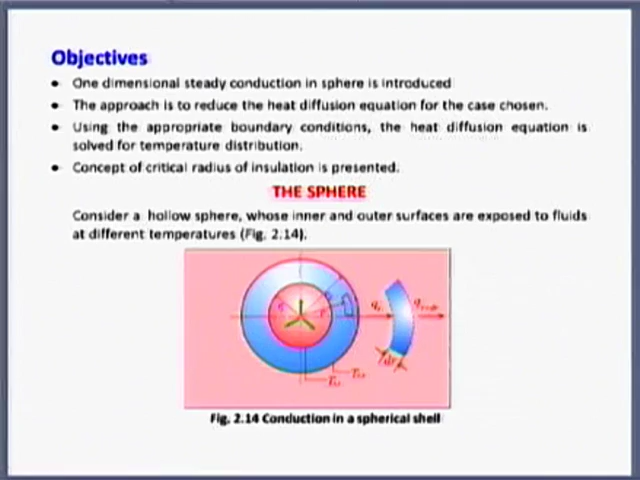 Objectives
• One dimensional steady conduction in sphere is introduced
• The approach is to reduce the heat diffusion equation for the case chosen.
• Using the appropriate boundary conditions, the heat diffusion equation is
solved for temperature distribution.
• Concept of critical radius of insulation is presented.
THE SPHERE
Consider a hollow sphere, whose inner and outer surfaces are exposed to fluids
at different temperatures (Fig. 2.14).
dr
Fig. 2.14 Conduction in a spherical shell